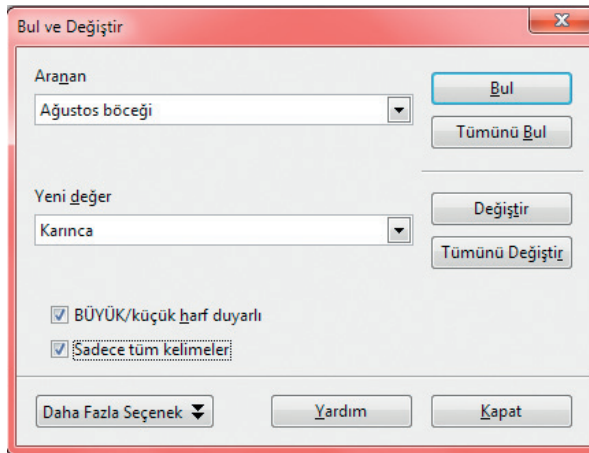 Bul ve Değiştir
Aranan
Ağustos böceği
Bul
Tümünü Bul
Yeni değer
Karınca
Değiştir
Tümünü Değiştir
BÜYÜK/küçük harf duyarlı
Sadece tüm kelimeler
Daha Fazla Seçenek
Yardım
Kapat